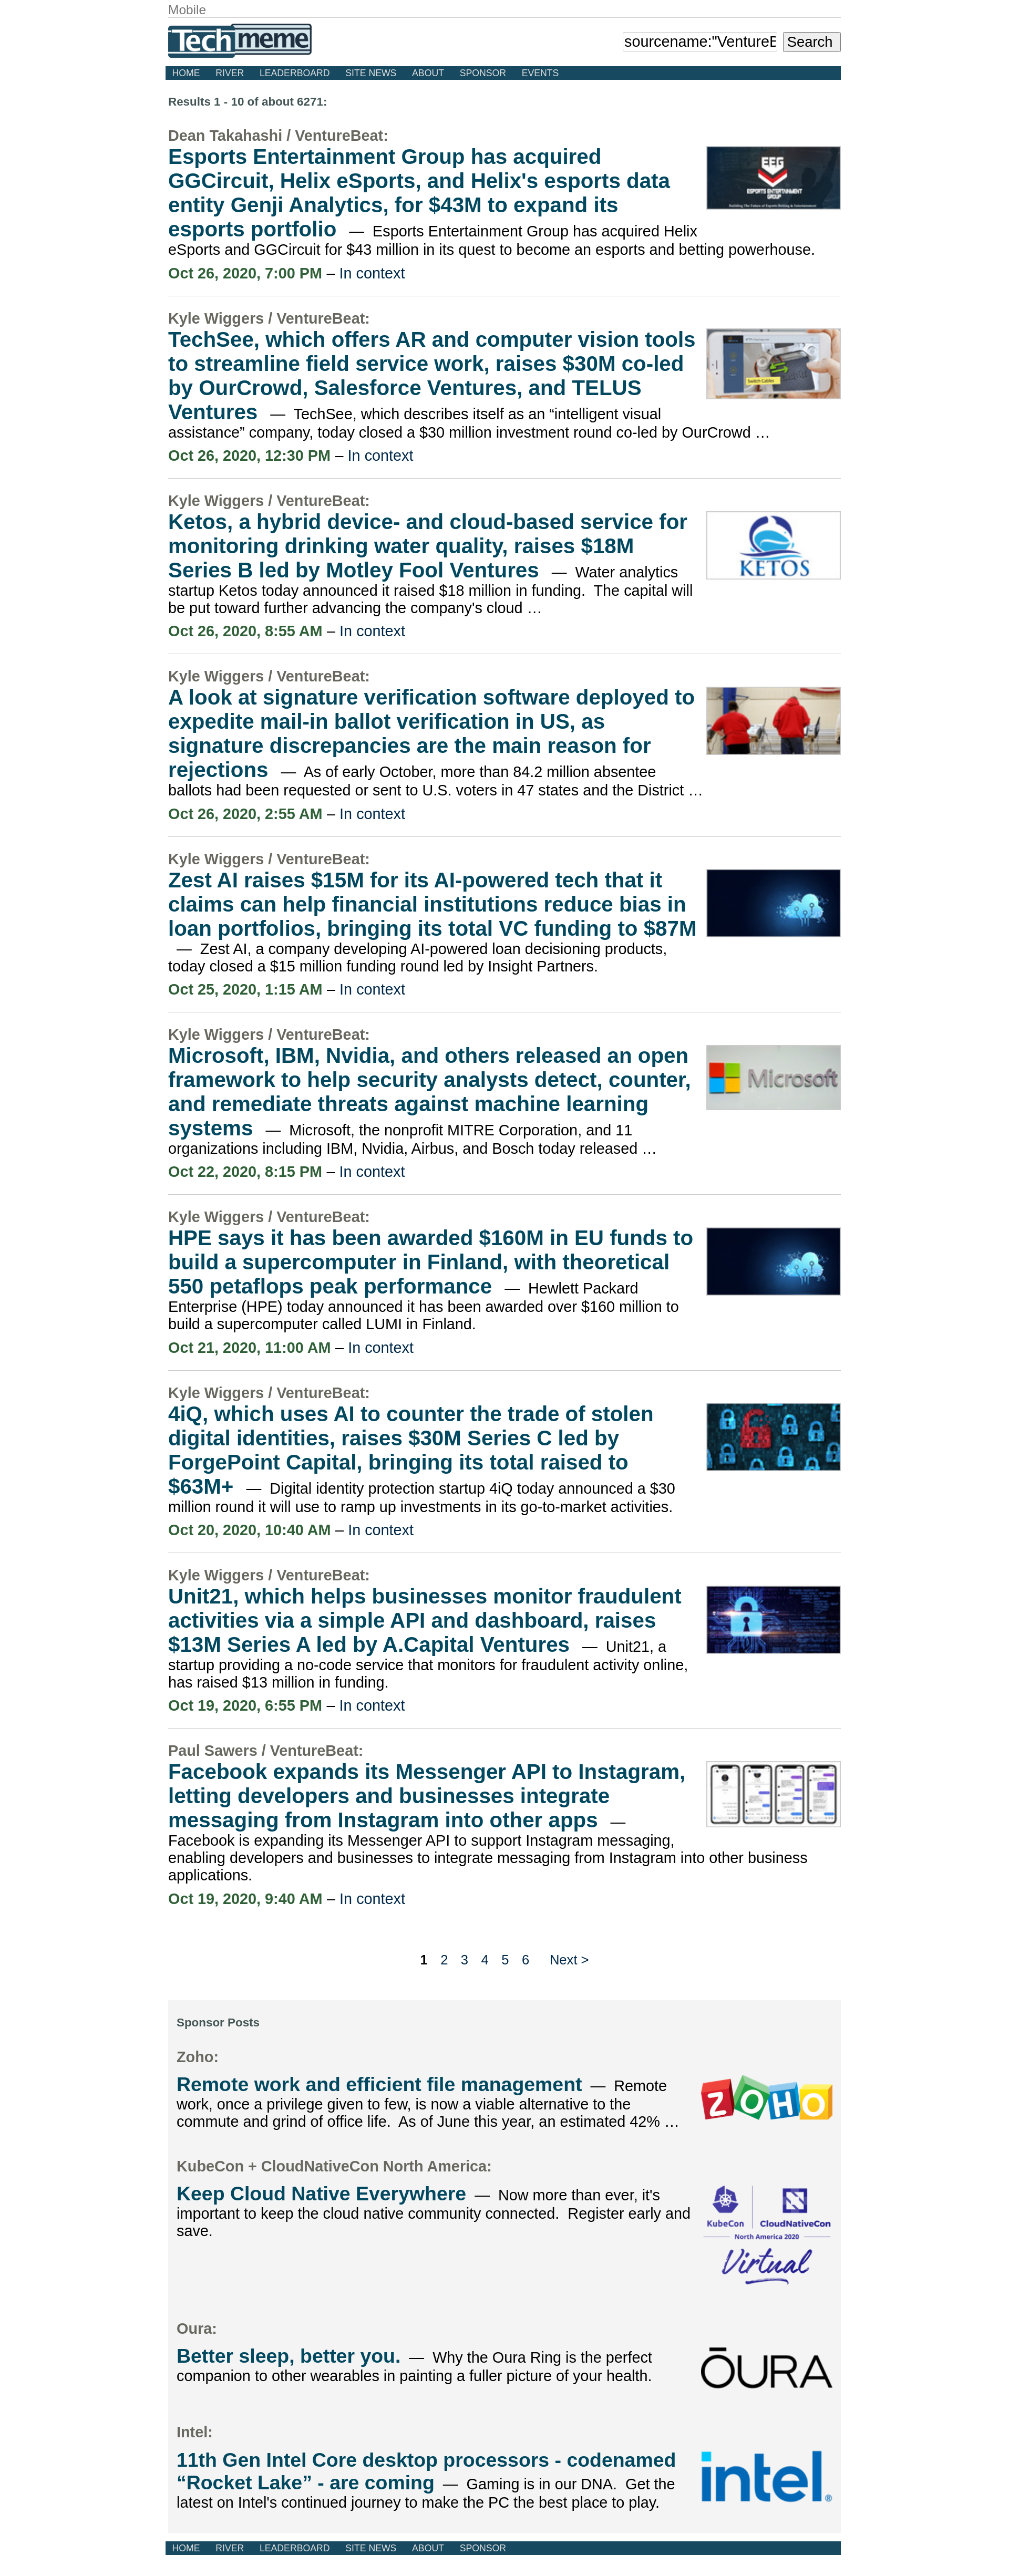 Mobile
Techmeme
sourcename:"VentureB
Search
HOME RIVER LEADERBOARD SITE NEWS ABOUT SPONSOR EVENTS
Results 1 - 10 of about 6271:
Dean Takahashi / VentureBeat:
Esports Entertainment Group has acquired
GGCircuit, Helix eSports, and Helix's esports data
entity Genji Analytics, for $43M to expand its
esports portfolio — Esports Entertainment Group has acquired Helix
eSports and GGCircuit for $43 million in its quest to become an esports and betting powerhouse.
EEG
ESPORTS ENTERTAINMENT
GROUP
Building The Future of Esports Betting & Entertainment
Oct 26, 2020, 7:00 PM – In context
Kyle Wiggers / VentureBeat:
TechSee, which offers AR and computer vision tools
to streamline field service work, raises $30M co-led
by OurCrowd, Salesforce Ventures, and TELUS
Ventures — TechSee, which describes itself as an “intelligent visual
assistance” company, today closed a $30 million investment round co-led by OurCrowd …
Switch Cables
Oct 26, 2020, 12:30 PM – In context
Kyle Wiggers / VentureBeat:
Ketos, a hybrid device- and cloud-based service for
monitoring drinking water quality, raises $18M
Series B led by Motley Fool Ventures — Water analytics
startup Ketos today announced it raised $18 million in funding. The capital will
be put toward further advancing the company's cloud …
KETOS
Oct 26, 2020, 8:55 AM – In context
Kyle Wiggers / VentureBeat:
A look at signature verification software deployed to
expedite mail-in ballot verification in US, as
signature discrepancies are the main reason for
rejections — As of early October, more than 84.2 million absentee
ballots had been requested or sent to U.S. voters in 47 states and the District …
Oct 26, 2020, 2:55 AM – In context
Kyle Wiggers / VentureBeat:
Zest AI raises $15M for its AI-powered tech that it
claims can help financial institutions reduce bias in
loan portfolios, bringing its total VC funding to $87M
— Zest AI, a company developing AI-powered loan decisioning products,
today closed a $15 million funding round led by Insight Partners.
Oct 25, 2020, 1:15 AM – In context
Kyle Wiggers / VentureBeat:
Microsoft, IBM, Nvidia, and others released an open
framework to help security analysts detect, counter,
and remediate threats against machine learning
systems — Microsoft, the nonprofit MITRE Corporation, and 11
organizations including IBM, Nvidia, Airbus, and Bosch today released …
Microsoft
Oct 22, 2020, 8:15 PM – In context
Kyle Wiggers / VentureBeat:
HPE says it has been awarded $160M in EU funds to
build a supercomputer in Finland, with theoretical
550 petaflops peak performance — Hewlett Packard
Enterprise (HPE) today announced it has been awarded over $160 million to
build a supercomputer called LUMI in Finland.
Oct 21, 2020, 11:00 AM – In context
Kyle Wiggers / VentureBeat:
4iQ, which uses AI to counter the trade of stolen
digital identities, raises $30M Series C led by
ForgePoint Capital, bringing its total raised to
$63M+ — Digital identity protection startup 4iQ today announced a $30
million round it will use to ramp up investments in its go-to-market activities.
Oct 20, 2020, 10:40 AM – In context
Kyle Wiggers / VentureBeat:
Unit21, which helps businesses monitor fraudulent
activities via a simple API and dashboard, raises
$13M Series A led by A.Capital Ventures — Unit21, a
startup providing a no-code service that monitors for fraudulent activity online,
has raised $13 million in funding.
Oct 19, 2020, 6:55 PM – In context
Paul Sawers / VentureBeat:
Facebook expands its Messenger API to Instagram,
letting developers and businesses integrate
messaging from Instagram into other apps —
Facebook is expanding its Messenger API to support Instagram messaging,
enabling developers and businesses to integrate messaging from Instagram into other business
applications.
Oct 19, 2020, 9:40 AM – In context
1 2 3 4 5 6 Next >
Sponsor Posts
Zoho:
Remote work and efficient file management — Remote
work, once a privilege given to few, is now a viable alternative to the
commute and grind of office life. As of June this year, an estimated 42% …
ZOHO
KubeCon + CloudNativeCon North America:
Keep Cloud Native Everywhere — Now more than ever, it's
important to keep the cloud native community connected. Register early and
save.
KubeCon CloudNativeCon
North America 2020
Virtual
Oura:
Better sleep, better you. — Why the Oura Ring is the perfect
companion to other wearables in painting a fuller picture of your health.
ŌURA
Intel:
11th Gen Intel Core desktop processors - codenamed
“Rocket Lake” - are coming — Gaming is in our DNA. Get the
latest on Intel's continued journey to make the PC the best place to play.
intel®
HOME RIVER LEADERBOARD SITE NEWS ABOUT SPONSOR